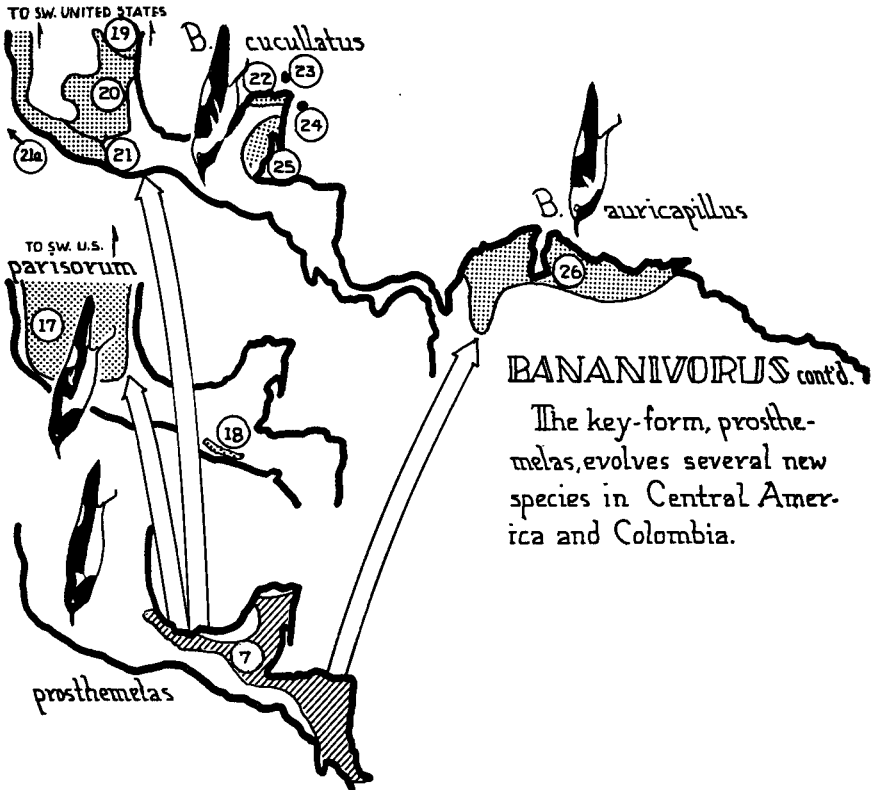 TO SW. UNITED STATES
19
B. cucullatus
22
23
20
24
21a
21
25
B. auricapillus
26
TO SW. U.S.
parisorum
17
18
BANANIVORUS cont'd.
The key-form, prosthe-
melas, evolves several new
species in Central Amer-
ica and Colombia.
7
prosthemelas